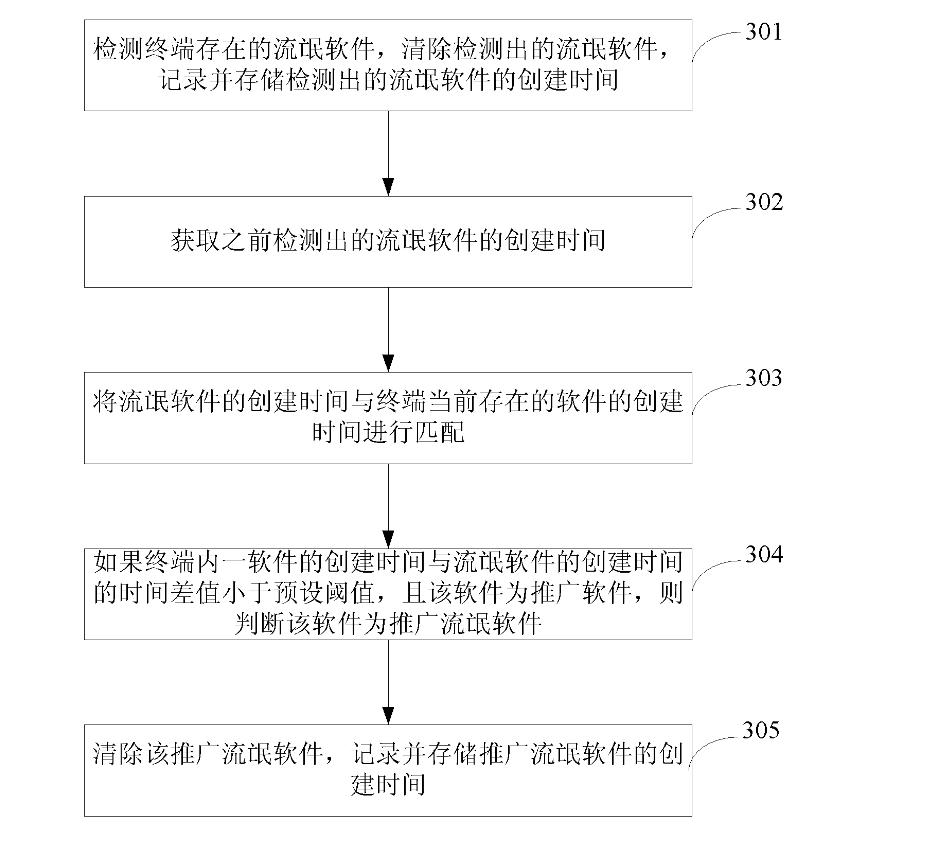 检测终端存在的流氓软件，清除检测出的流氓软件，
记录并存储检测出的流氓软件的创建时间
301
获取之前检测出的流氓软件的创建时间
302
将流氓软件的创建时间与终端当前存在的软件的创建
时间进行匹配
303
如果终端内一软件的创建时间与流氓软件的创建时间
的时间差值小于预设阈值，且该软件为推广软件，则
判断该软件为推广流氓软件
304
清除该推广流氓软件，记录并存储推广流氓软件的创
建时间
305